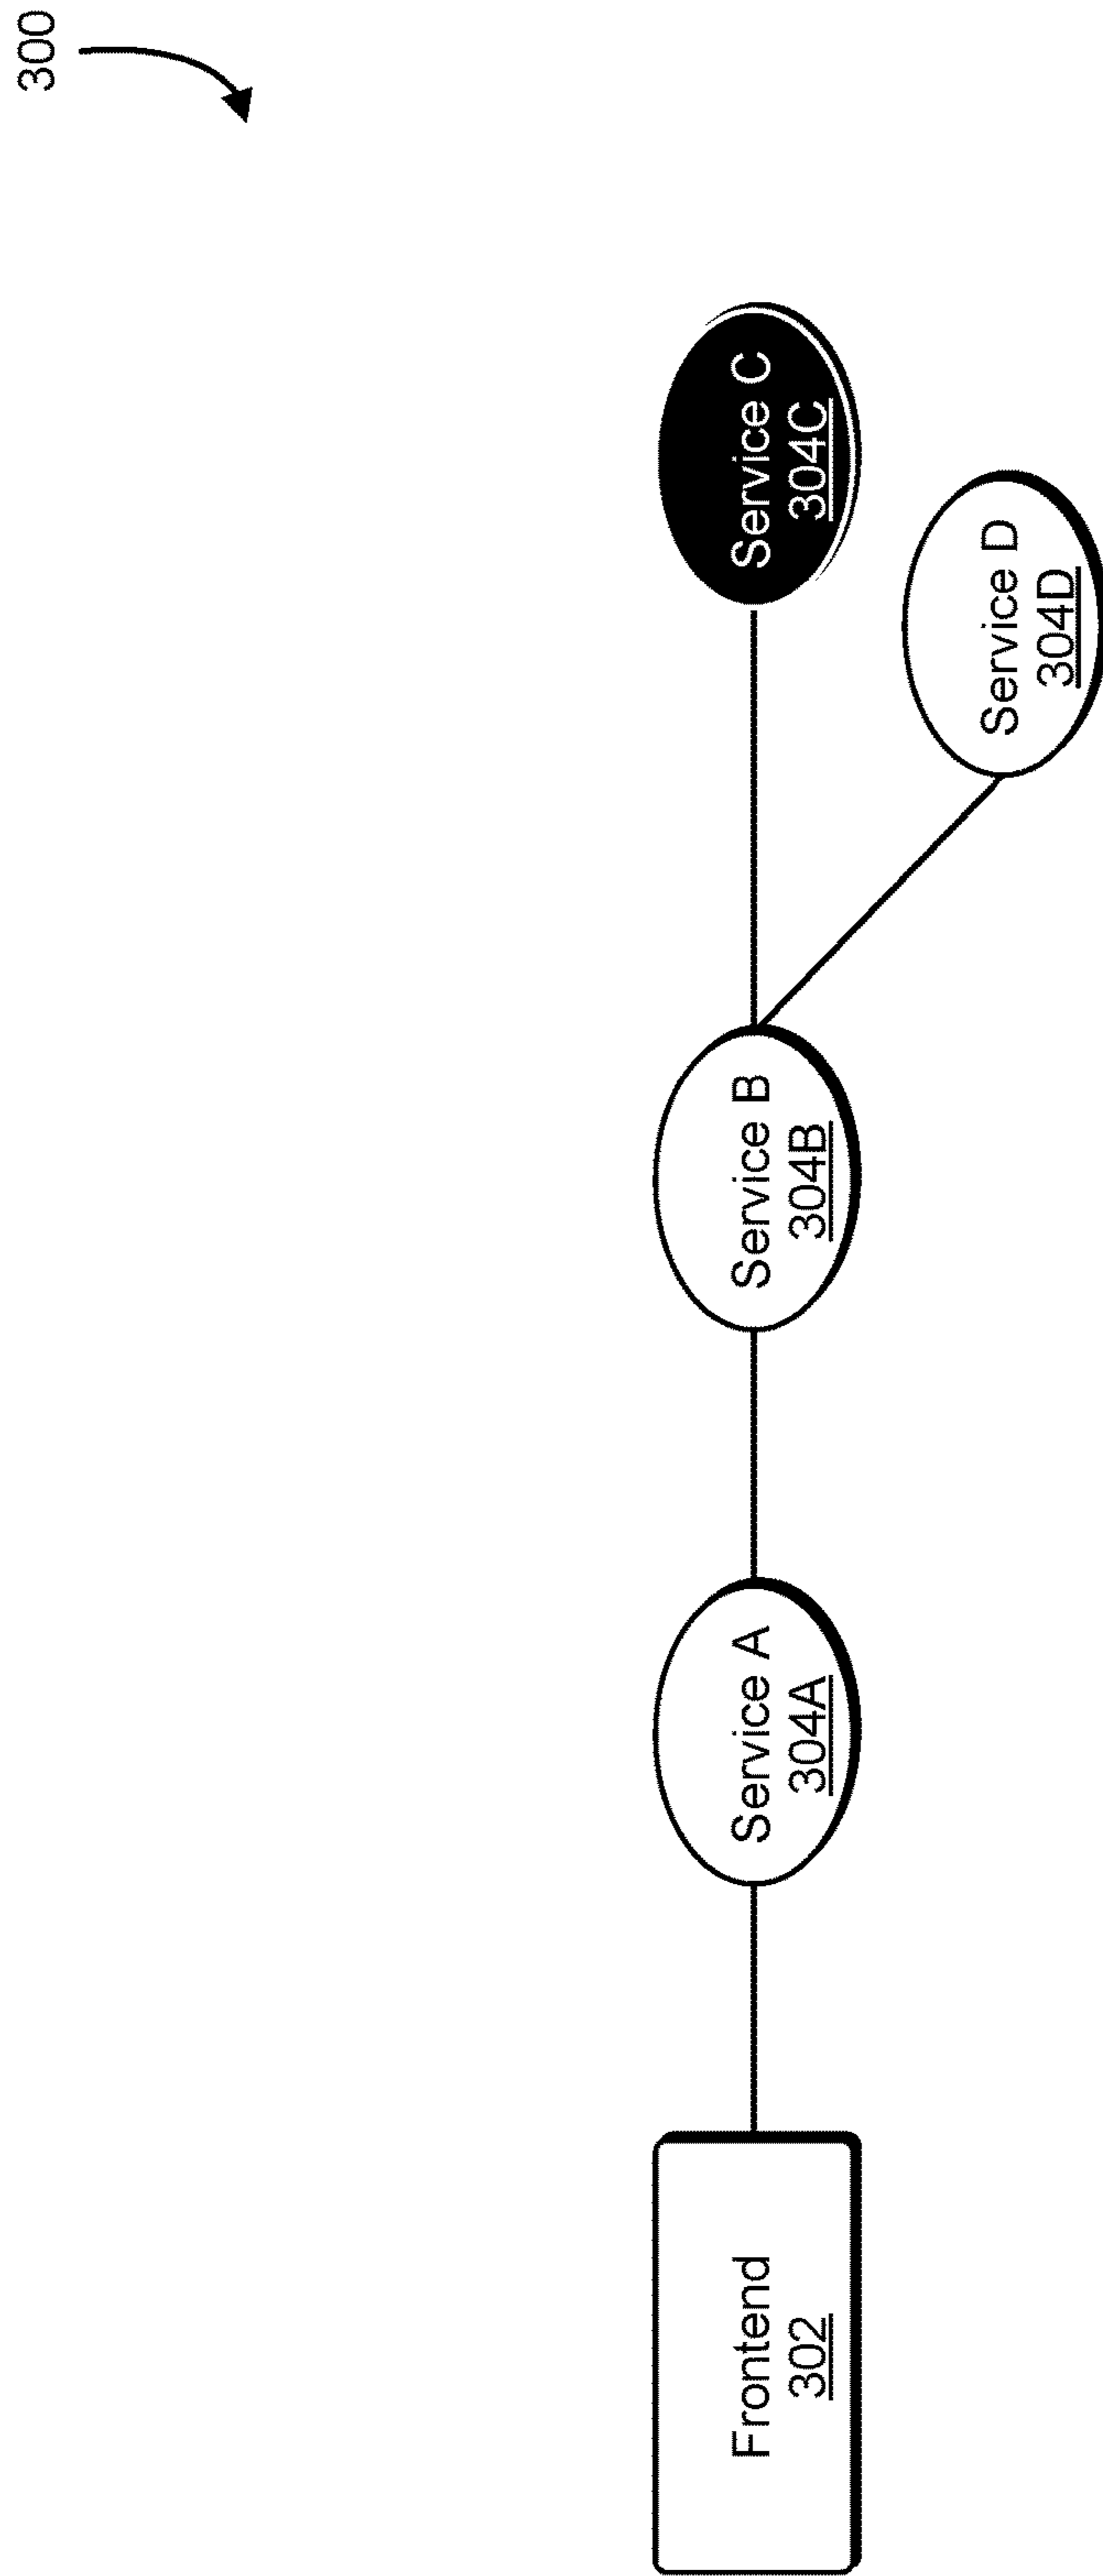 300
Frontend
302
Service A
304A
Service B
304B
Service C
304C
Service D
304D